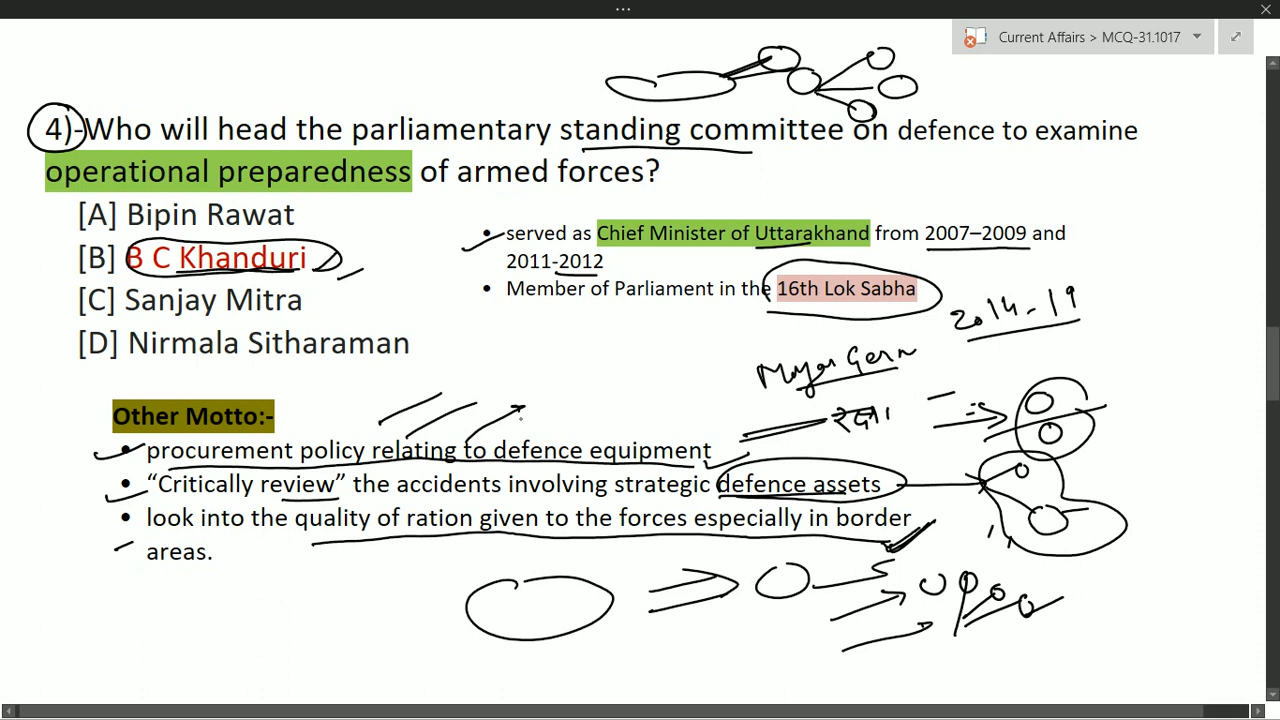 Current Affairs > MCQ-31.1017
4)-Who will head the parliamentary standing committee on defence to examine
operational preparedness of armed forces?
[A] Bipin Rawat
[B] B C Khanduri
[C] Sanjay Mitra
[D] Nirmala Sitharaman
• served as Chief Minister of Uttarakhand from 2007–2009 and
2011-2012
• Member of Parliament in the 16th Lok Sabha
2014-19
Major Gern
Other Motto:-
• procurement policy relating to defence equipment
• “Critically review” the accidents involving strategic defence assets
• look into the quality of ration given to the forces especially in border
areas.